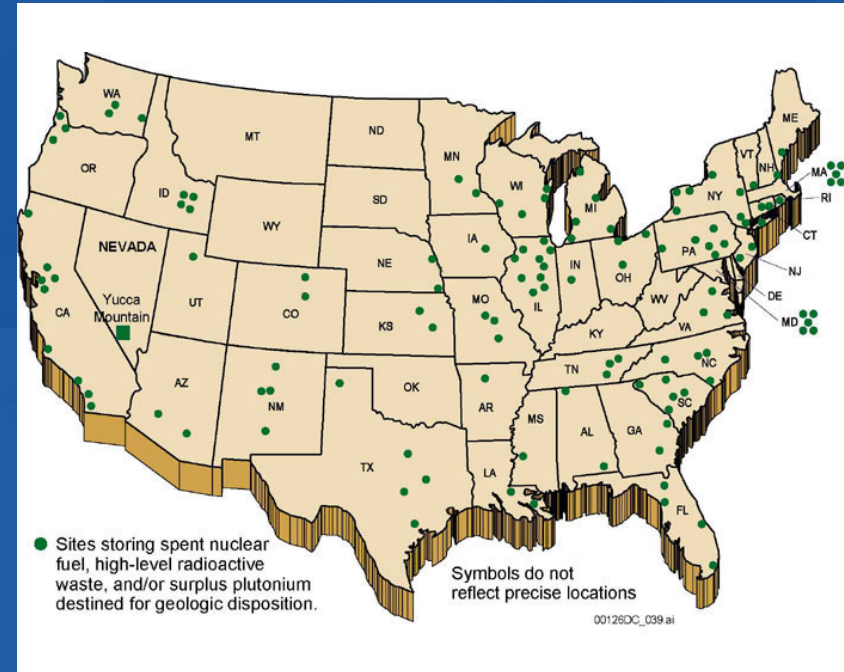 WA
MT
ND
MN
ME
VT
NH
OR
ID
SD
WI
MI
NY
MA
RI
WY
CT
NEVADA
IA
PA
NJ
NE
OH
IN
IL
DE
UT
Yucca
Mountain
CA
CO
KS
MO
WV
VA
MD
KY
AZ
NM
OK
TN
NC
AR
SC
MS
AL
GA
TX
LA
FL
Sites storing spent nuclear
fuel, high-level radioactive
waste, and/or surplus plutonium
destined for geologic disposition.
Symbols do not
reflect precise locations
00126DC_039.ai